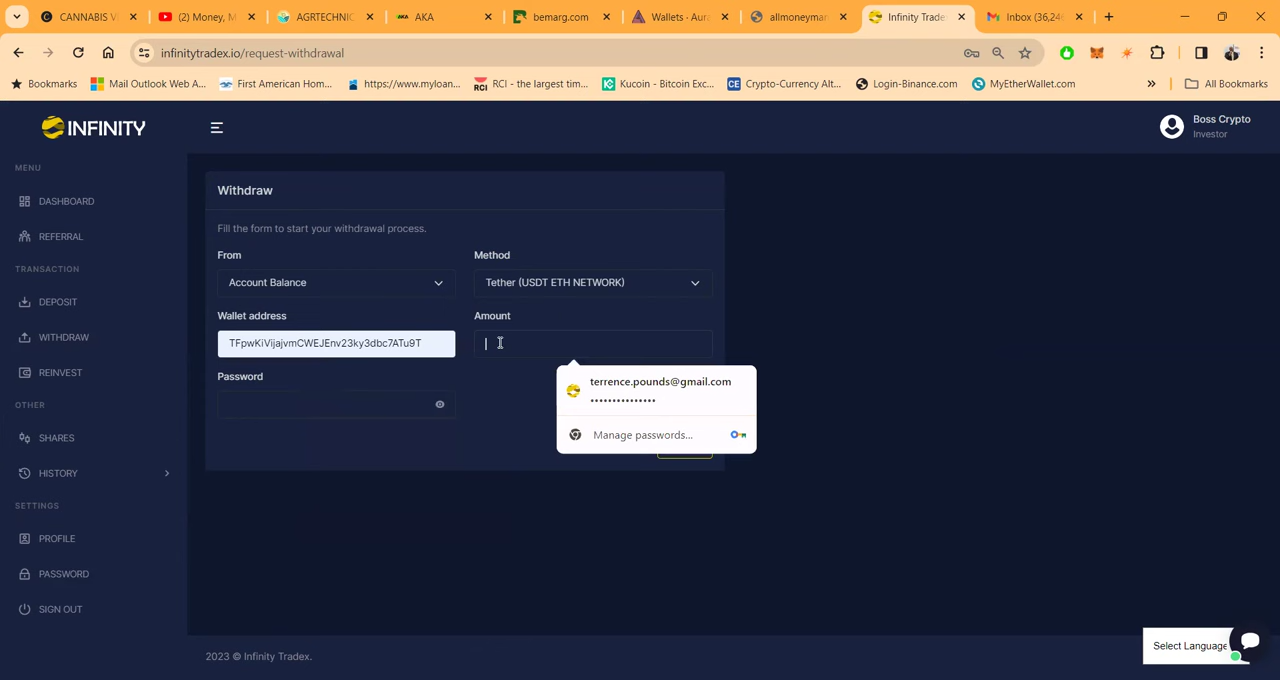 CANNABIS V
(2) Money, M
AGRTECHNIC
AKA
AKA
bemarg.com
Wallets · Aura
allmoneyman
Infinity Trade
Inbox (36,24
infinitytradex.io/request-withdrawal
Bookmarks
Mail Outlook Web A...
First American Hom...
https://www.myloan...
RCI
RCI - the largest tim...
Kucoin - Bitcoin Exc...
CE
Crypto-Currency Alt...
Login-Binance.com
MyEtherWallet.com
»
All Bookmarks
INFINITY
Boss Crypto
Investor
MENU
DASHBOARD
REFERRAL
TRANSACTION
DEPOSIT
WITHDRAW
REINVEST
OTHER
SHARES
HISTORY
SETTINGS
PROFILE
PASSWORD
SIGN OUT
Withdraw
Fill the form to start your withdrawal process.
From
Method
Account Balance
Tether (USDT ETH NETWORK)
Wallet address
Amount
TFpwKiVijajvmCWEJEnv23ky3dbc7ATu9T
Password
terrence.pounds@gmail.com
•••••••••••••••
Manage passwords...
2023 © Infinity Tradex.
Select Language